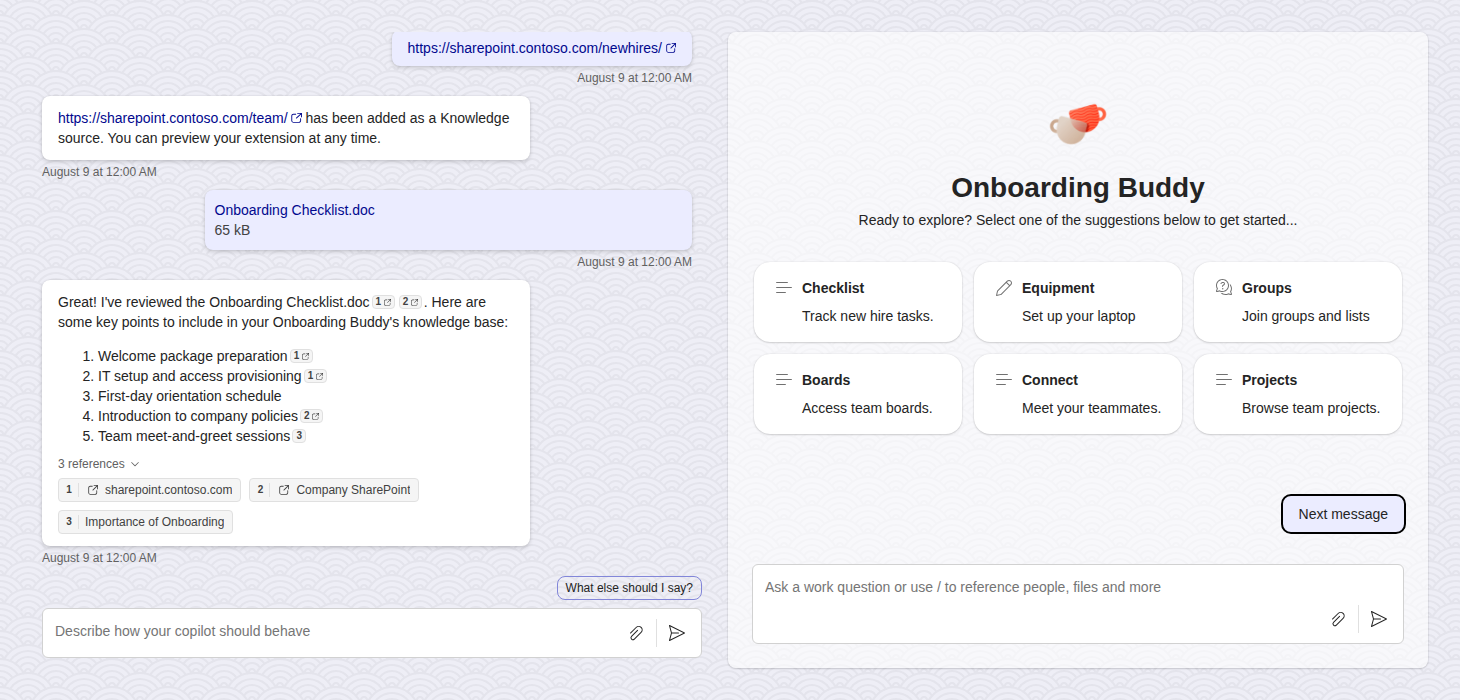 https://sharepoint.contoso.com/newhires/
August 9 at 12:00 AM
https://sharepoint.contoso.com/team/ has been added as a Knowledge
source. You can preview your extension at any time.
August 9 at 12:00 AM
Onboarding Checklist.doc
65 kB
August 9 at 12:00 AM
Great! I've reviewed the Onboarding Checklist.doc 1 2 . Here are
some key points to include in your Onboarding Buddy's knowledge base:
1. Welcome package preparation 1
2. IT setup and access provisioning 1
3. First-day orientation schedule
4. Introduction to company policies 2
5. Team meet-and-greet sessions 3
3 references
1 sharepoint.contoso.com 2 Company SharePoint
3 Importance of Onboarding
August 9 at 12:00 AM
What else should I say?
Describe how your copilot should behave
Onboarding Buddy
Ready to explore? Select one of the suggestions below to get started...
Checklist
Track new hire tasks.
Equipment
Set up your laptop
Groups
Join groups and lists
Boards
Access team boards.
Connect
Meet your teammates.
Projects
Browse team projects.
Next message
Ask a work question or use / to reference people, files and more